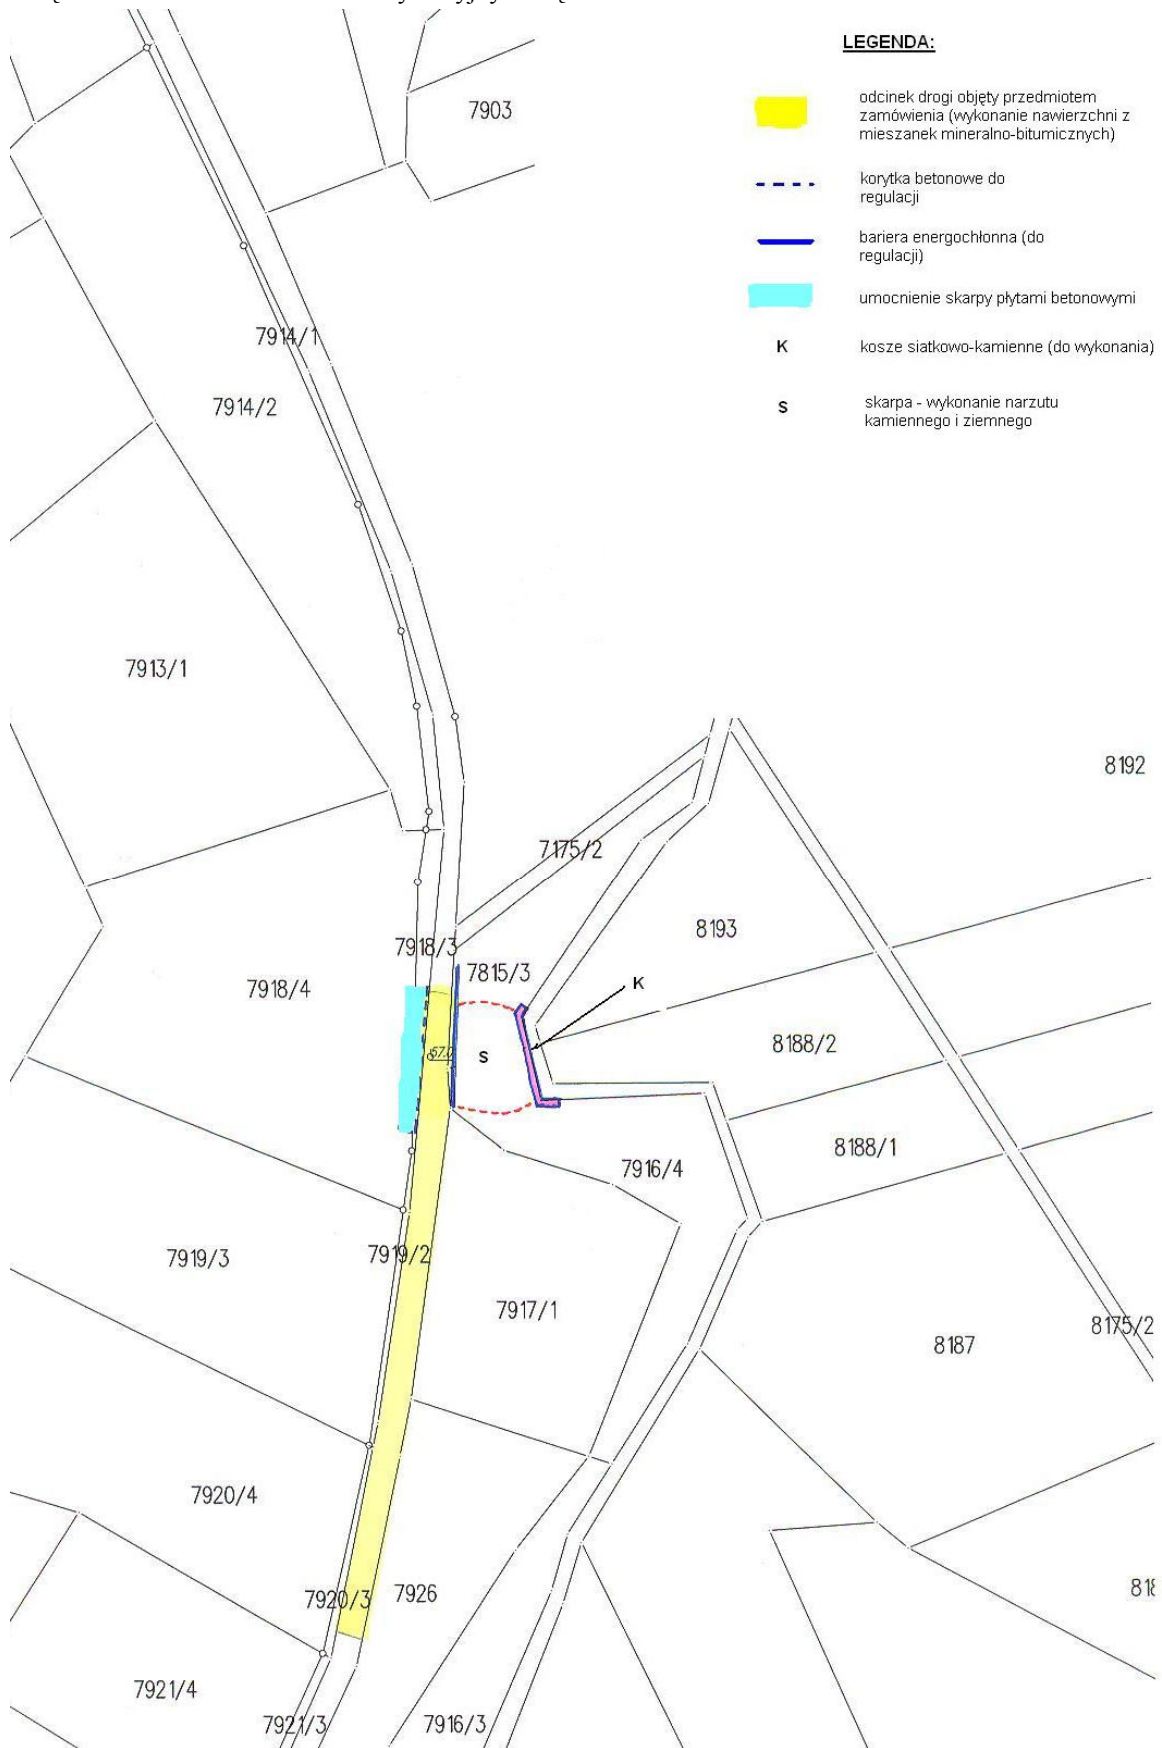 LEGENDA:
odcinek drogi objęty przedmiotem
zamówienia (wykonanie nawierzchni z
mieszanek mineralno-bitumicznych)
korytka betonowe do
regulacji
bariera energochłonna (do
regulacji)
umocnienie skarpy płytami betonowymi
K
kosze siatkowo-kamienne (do wykonania)
S
skarpa - wykonanie narzutu
kamiennego i ziemnego
7903
7914/1
7914/2
7913/1
8192
7175/2
8193
7918/3
7815/3
7918/4
K
8188/2
S
8188/1
7916/4
7919/2
7919/3
7917/1
8175/2
8187
7920/4
7920/3
7926
7921/4
7921/3
7916/3